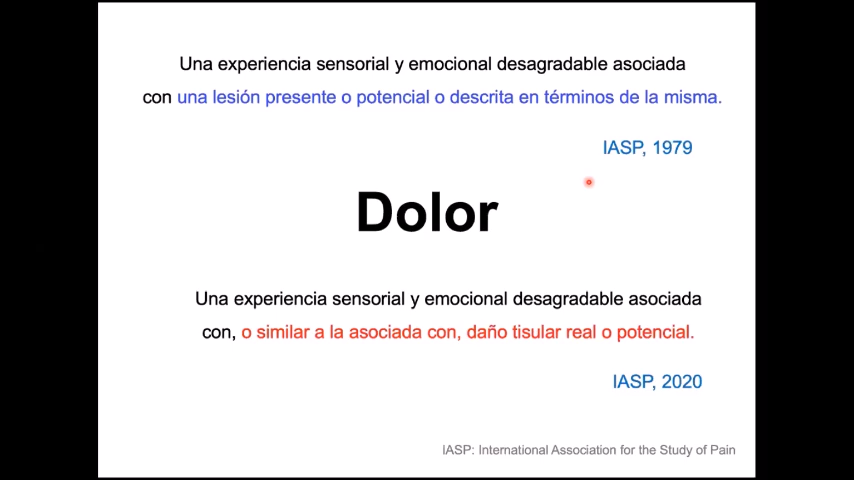 Una experiencia sensorial y emocional desagradable asociada
con una lesión presente o potencial o descrita en términos de la misma.
IASP, 1979
Dolor
Una experiencia sensorial y emocional desagradable asociada
con, o similar a la asociada con, daño tisular real o potencial.
IASP, 2020
IASP: International Association for the Study of Pain